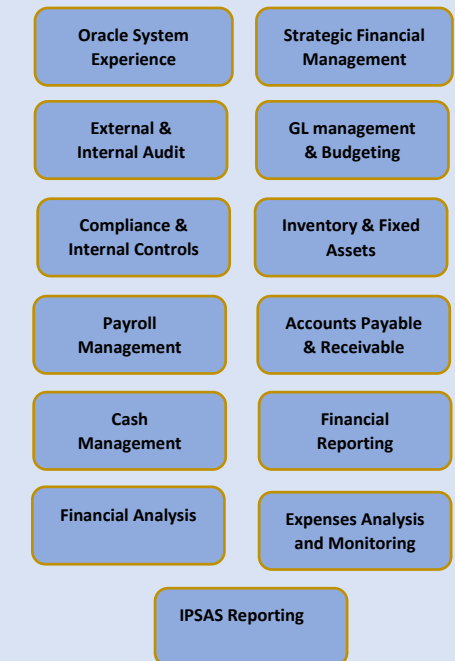 Oracle System
Experience
Strategic Financial
Management
External &
Internal Audit
GL management
& Budgeting
Compliance &
Internal Controls
Inventory & Fixed
Assets
Payroll
Management
Accounts Payable
& Receivable
Cash
Management
Financial
Reporting
Financial Analysis
Expenses Analysis
and Monitoring
IPSAS Reporting